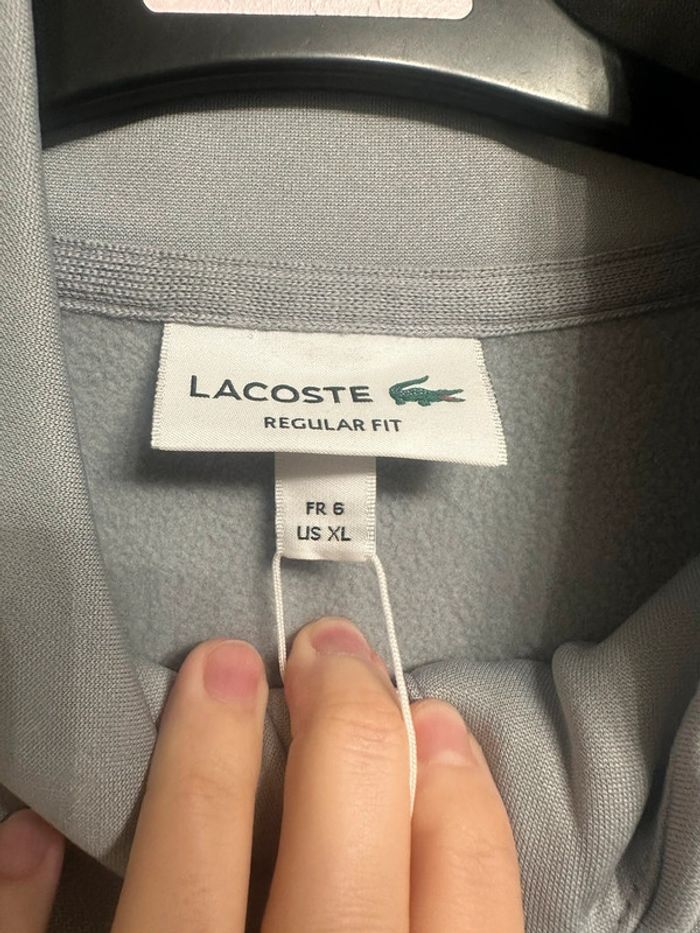 LACOSTE
REGULAR FIT
FR 6
US XL